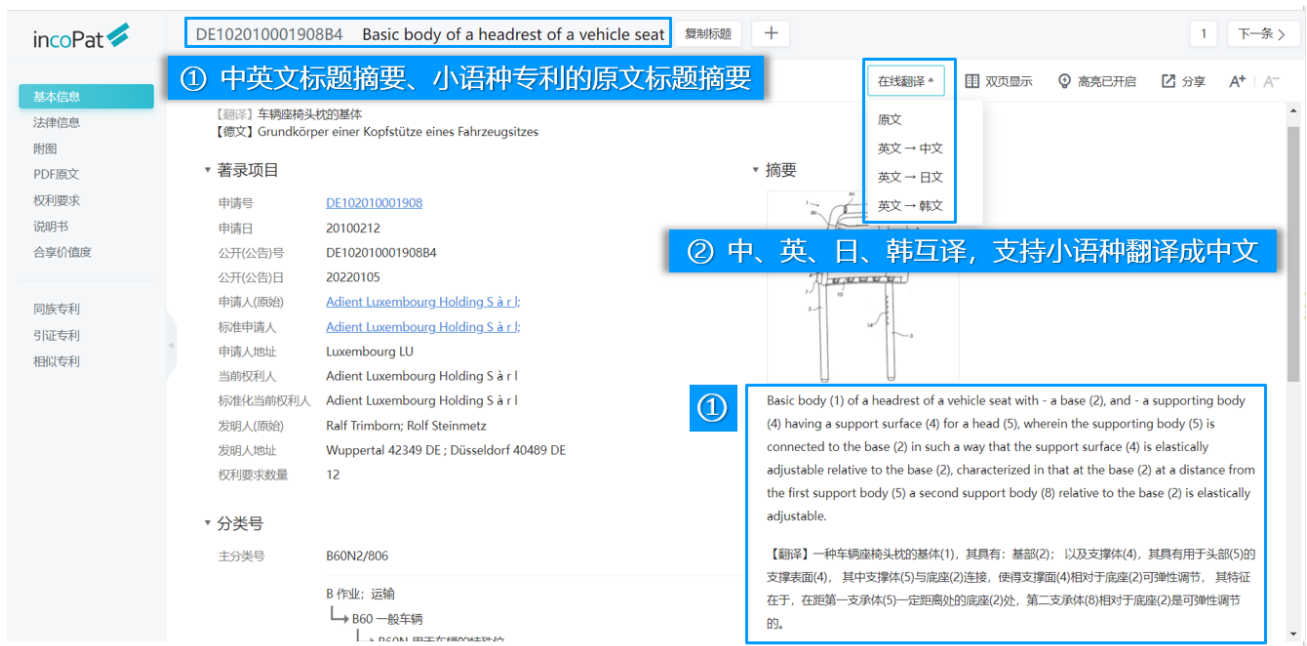 incoPat
DE102010001908B4 Basic body of a headrest of a vehicle seat 复制标题 +
1 下一条 >
① 中英文标题摘要、小语种专利的原文标题摘要
在线翻译 双页显示 高亮已开启 分享 A+ A-
原文
英文 → 中文
英文 → 日文
英文 → 韩文
基本信息
法律信息
附图
PDF原文
权利要求
说明书
合享价值度
同族专利
引证专利
相似专利
【翻译】车辆座椅头枕的基体
【德文】Grundkörper einer Kopfstütze eines Fahrzeugsitzes
著录项目
申请号 DE102010001908
申请日 20100212
公开(公告)号 DE102010001908B4
公开(公告)日 20220105
申请人(原始) Adient Luxembourg Holding S à r l;
标准申请人 Adient Luxembourg Holding S à r l;
申请人地址 Luxembourg LU
当前权利人 Adient Luxembourg Holding S à r l
标准化当前权利人 Adient Luxembourg Holding S à r l
发明人(原始) Ralf Trimborn; Rolf Steinmetz
发明人地址 Wuppertal 42349 DE ; Düsseldorf 40489 DE
权利要求数量 12
分类号
主分类号 B60N2/806
B 作业；运输
B60 一般车辆
B60N 用于车辆的特殊位
摘要
② 中、英、日、韩互译，支持小语种翻译成中文
①
Basic body (1) of a headrest of a vehicle seat with - a base (2), and - a supporting body
(4) having a support surface (4) for a head (5), wherein the supporting body (5) is
connected to the base (2) in such a way that the support surface (4) is elastically
adjustable relative to the base (2), characterized in that at the base (2) at a distance from
the first support body (5) a second support body (8) relative to the base (2) is elastically
adjustable.
【翻译】一种车辆座椅头枕的基体(1)，其具有：基部(2)； 以及支撑体(4)，其具有用于头部(5)的
支撑表面(4)， 其中支撑体(5)与底座(2)连接，使得支撑面(4)相对于底座(2)可弹性调节， 其特征
在于，在距第一支承体(5)一定距离处的底座(2)处，第二支承体(8)相对于底座(2)是可弹性调节
的。